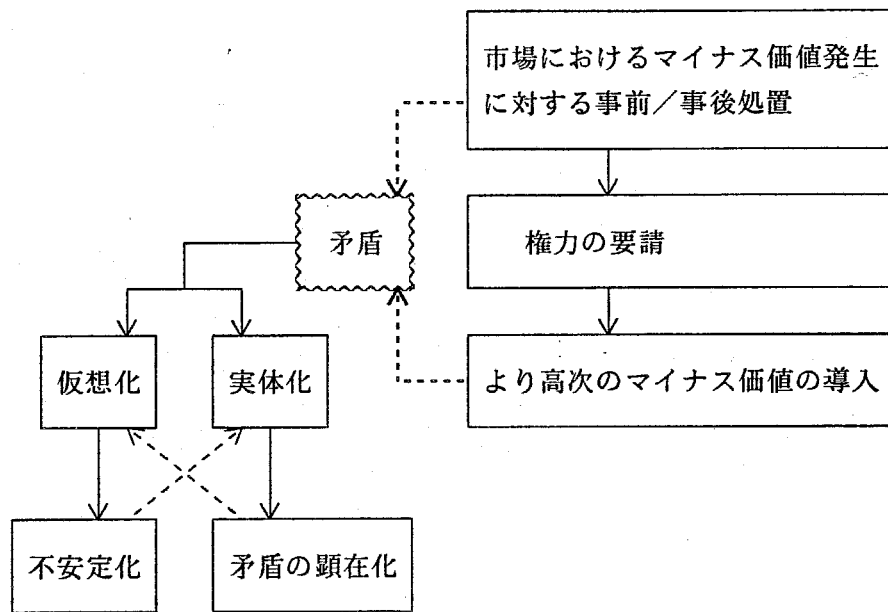 市場におけるマイナス価値発生
に対する事前／事後処置
権力の要請
より高次のマイナス価値の導入
矛盾
仮想化
実体化
不安定化
矛盾の顕在化